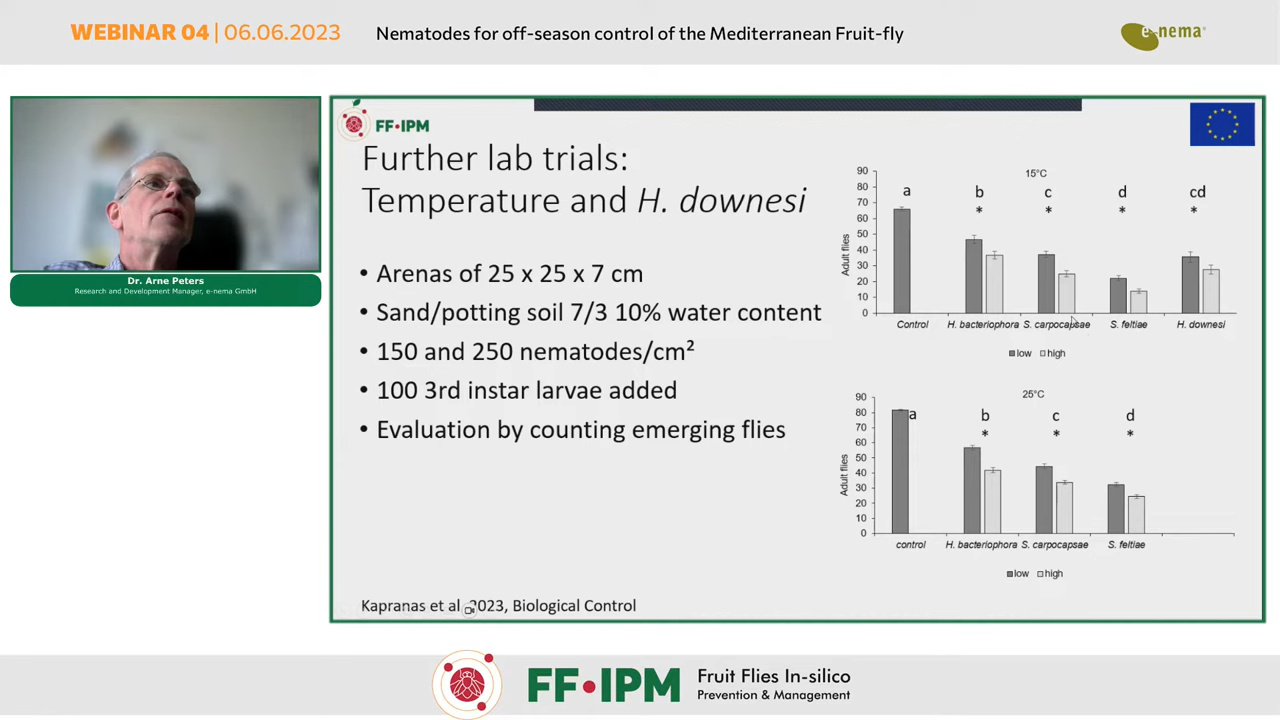 WEBINAR 04 | 06.06.2023
Nematodes for off-season control of the Mediterranean Fruit-fly
e-nema®
Dr. Arne Peters
Research and Development Manager, e-nema GmbH
FF•IPM
Further lab trials:
Temperature and H. downesi
• Arenas of 25 x 25 x 7 cm
• Sand/potting soil 7/3 10% water content
• 150 and 250 nematodes/cm²
• 100 3rd instar larvae added
• Evaluation by counting emerging flies
Kapranas et al 2023, Biological Control
15°C
Adult flies
90
80
70
60
50
40
30
20
10
0
a
b
c
d
cd
*
*
*
*
Control
H. bacteriophora
S. carpocapsae
S. feltiae
H. downesi
low
high
25°C
Adult flies
90
80
70
60
50
40
30
20
10
0
a
b
c
d
*
*
*
control
H. bacteriophora
S. carpocapsae
S. feltiae
low
high
FF•IPM
Fruit Flies In-silico
Prevention & Management